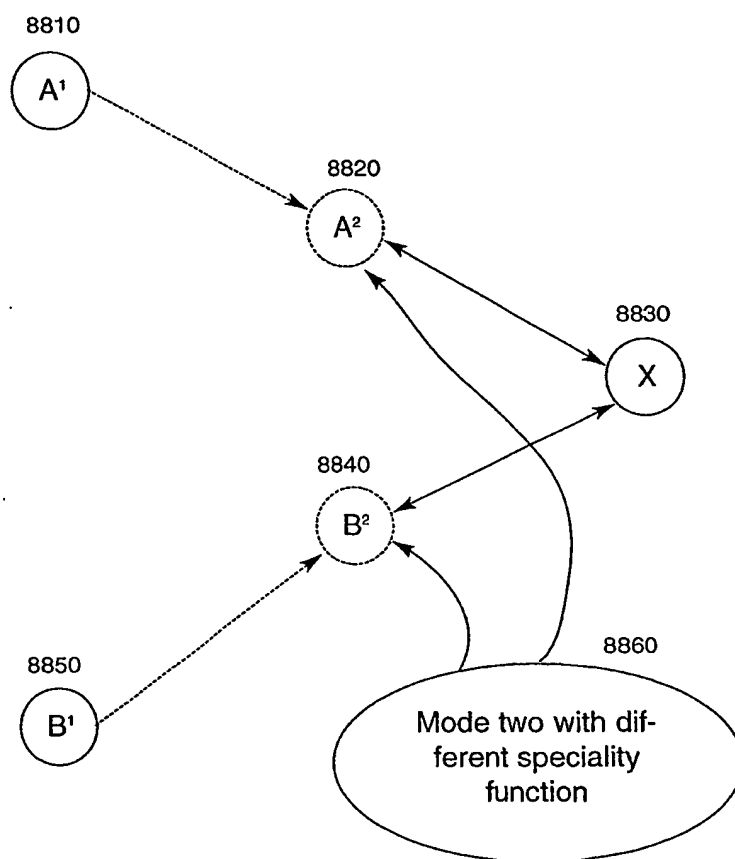 8810
A¹
8820
A²
8830
X
8840
B²
8850
B¹
8860
Mode two with dif-
ferent speciality
function